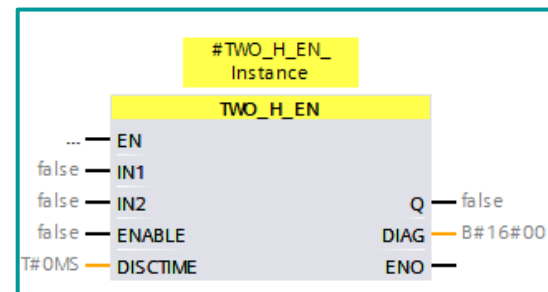 #TWO_H_EN_
Instance
TWO_H_EN
... EN
false IN1
false IN2 Q false
false ENABLE DIAG B#16#00
T#0MS DISCTIME ENO